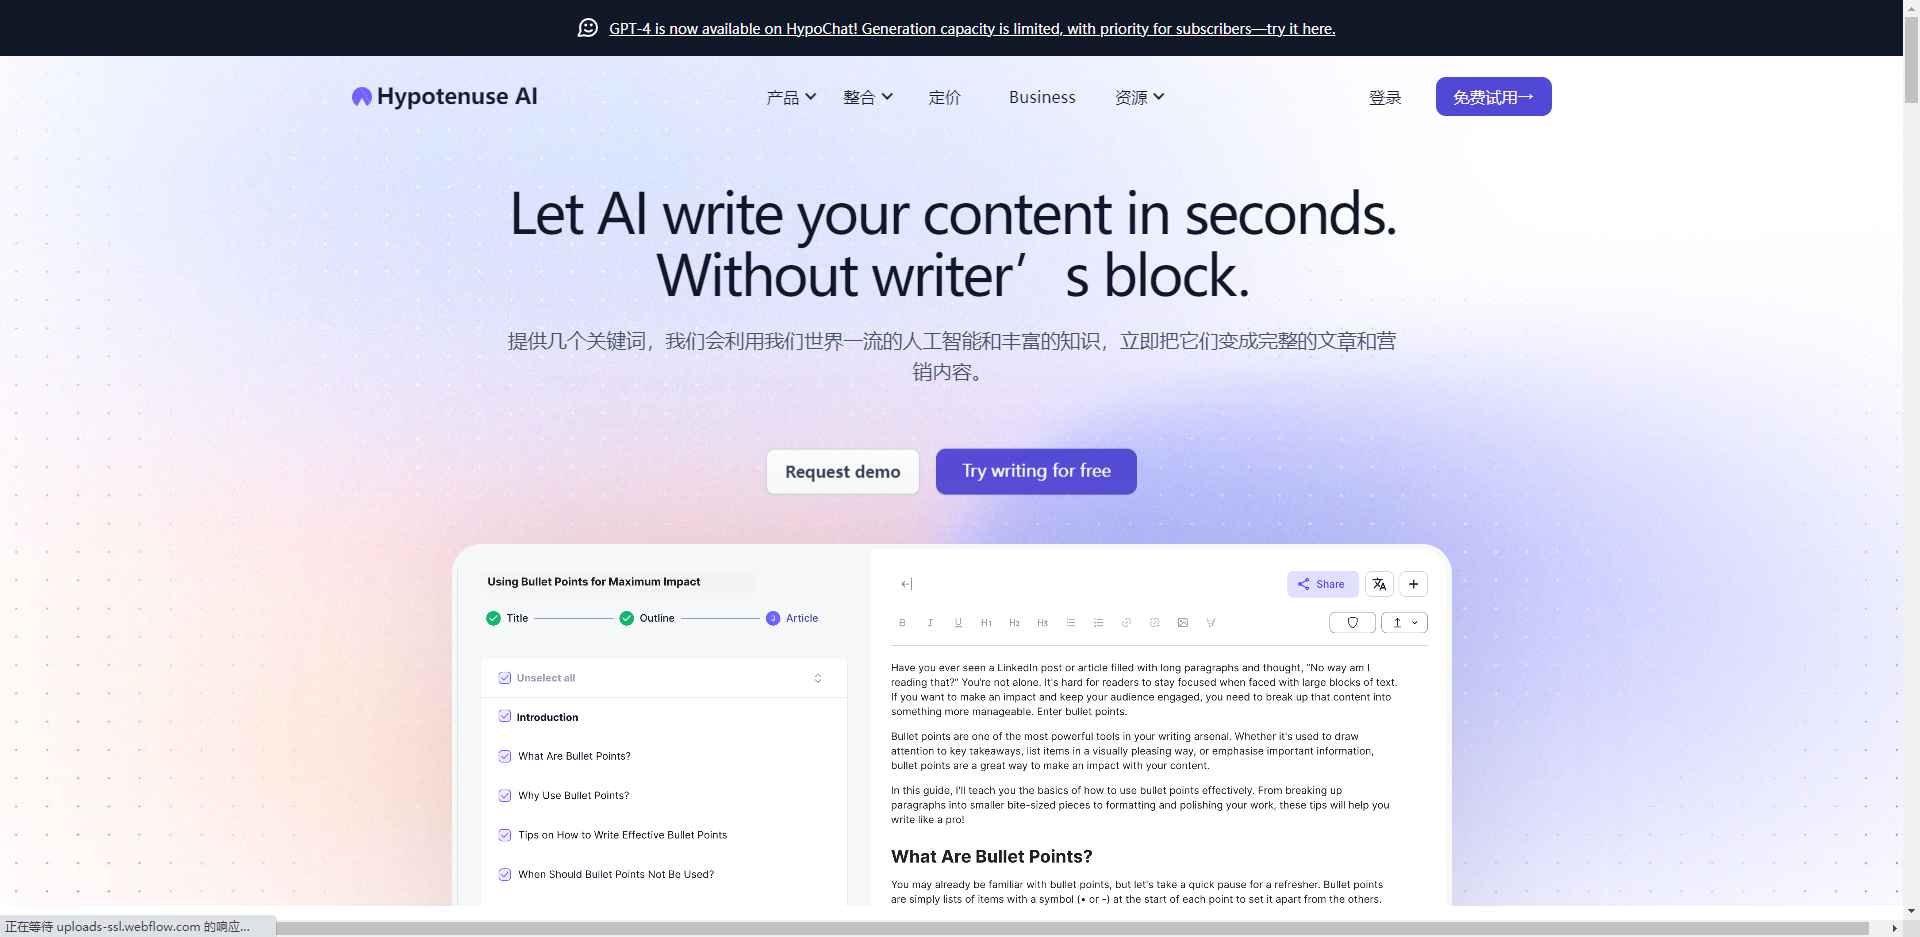 GPT-4 is now available on HypoChat! Generation capacity is limited, with priority for subscribers—try it here.
Hypotenuse AI
产品
整合
定价
Business
资源
登录
免费试用→
Let AI write your content in seconds.
Without writer’s block.
提供几个关键词，我们会利用我们世界一流的人工智能和丰富的知识，立即把它们变成完整的文章和营
销内容。
Request demo
Try writing for free
Using Bullet Points for Maximum Impact
Title
Outline
3
Article
Unselect all
Introduction
What Are Bullet Points?
Why Use Bullet Points?
Tips on How to Write Effective Bullet Points
When Should Bullet Points Not Be Used?
Share
B I U H1 H2 H3
Have you ever seen a LinkedIn post or article filled with long paragraphs and thought, "No way am I
reading that?" You're not alone. It's hard for readers to stay focused when faced with large blocks of text.
If you want to make an impact and keep your audience engaged, you need to break up that content into
something more manageable. Enter bullet points.
Bullet points are one of the most powerful tools in your writing arsenal. Whether it's used to draw
attention to key takeaways, list items in a visually pleasing way, or emphasise important information,
bullet points are a great way to make an impact with your content.
In this guide, I'll teach you the basics of how to use bullet points effectively. From breaking up
paragraphs into smaller bite-sized pieces to formatting and polishing your work, these tips will help you
write like a pro!
What Are Bullet Points?
You may already be familiar with bullet points, but let's take a quick pause for a refresher. Bullet points
are simply lists of items with a symbol (• or -) at the start of each point to set it apart from the others.
正在等待 uploads-ssl.webflow.com 的响应...